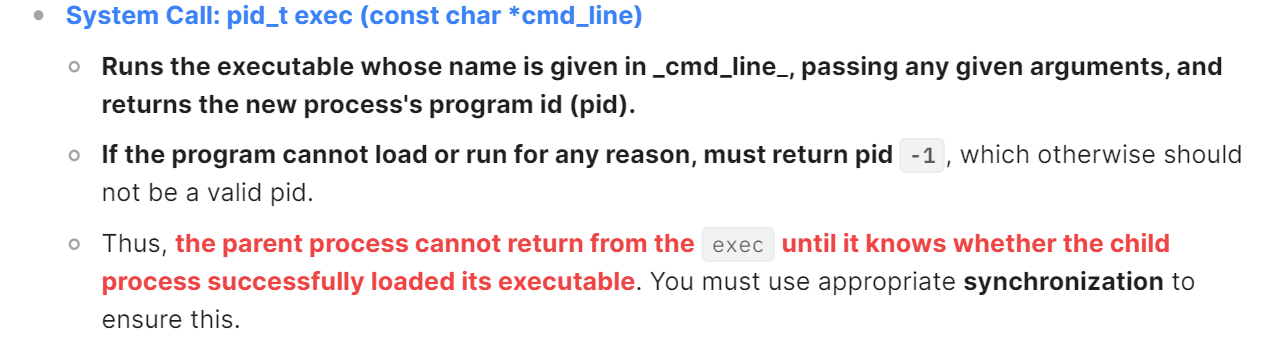 System Call: pid_t exec (const char *cmd_line)
Runs the executable whose name is given in _cmd_line_, passing any given arguments, and
returns the new process's program id (pid).
If the program cannot load or run for any reason, must return pid -1, which otherwise should
not be a valid pid.
Thus, the parent process cannot return from the exec until it knows whether the child
process successfully loaded its executable. You must use appropriate synchronization to
ensure this.